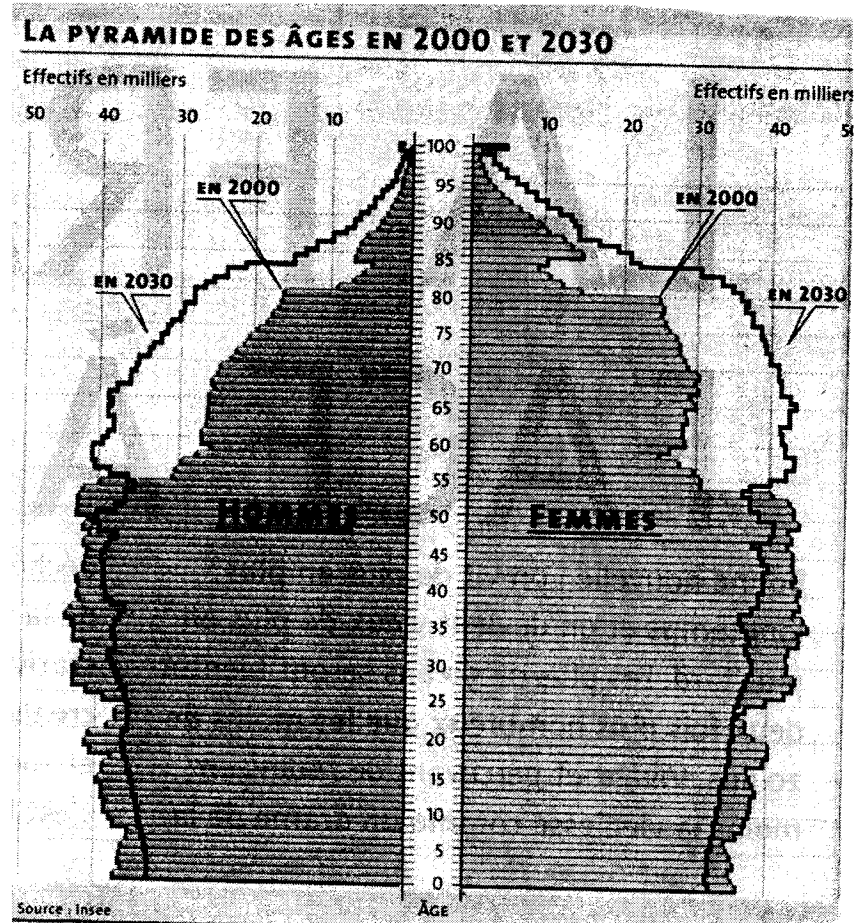 LA PYRAMIDE DES ÂGES EN 2000 ET 2030
Effectifs en milliers
Effectifs en milliers
50 40 30 20 10
10 20 30 40 50
100
95
90
85
80
75
70
65
60
55
50
45
40
35
30
25
20
15
10
5
0
EN 2000
EN 2000
EN 2030
EN 2030
HOMMES
FEMMES
Source : Insee
ÂGE